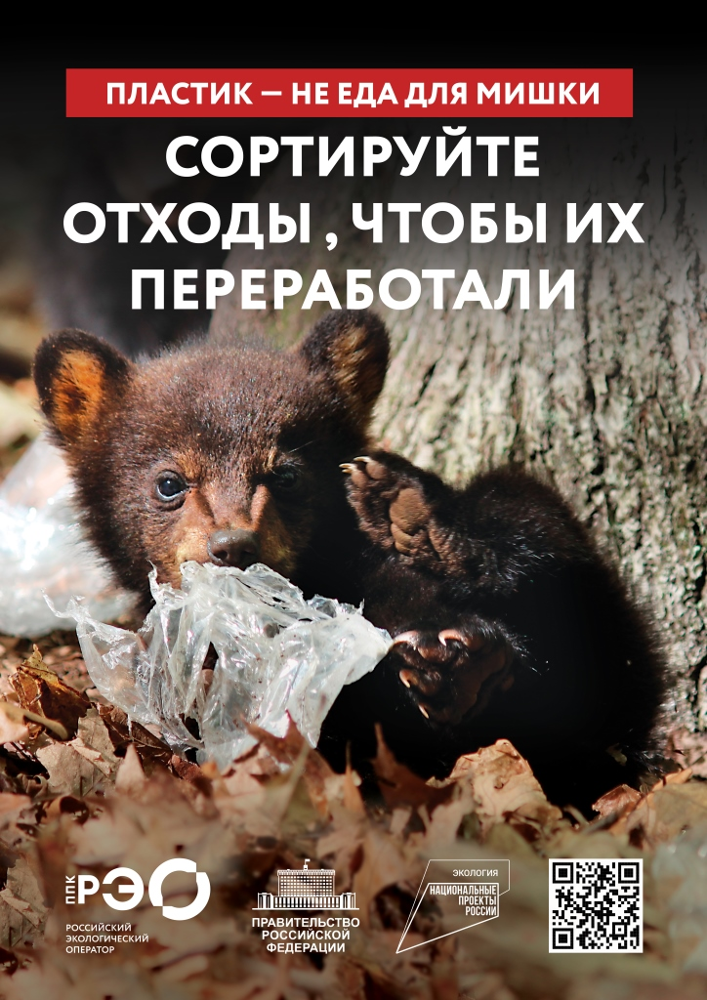 ПЛАСТИК – НЕ ЕДА ДЛЯ МИШКИ
СОРТИРУЙТЕ
ОТХОДЫ , ЧТОБЫ ИХ
ПЕРЕРАБОТАЛИ
ППК РЭО
РОССИЙСКИЙ
ЭКОЛОГИЧЕСКИЙ
ОПЕРАТОР
ПРАВИТЕЛЬСТВО
РОССИЙСКОЙ
ФЕДЕРАЦИИ
ЭКОЛОГИЯ
НАЦИОНАЛЬНЫЕ
ПРОЕКТЫ
РОССИИ